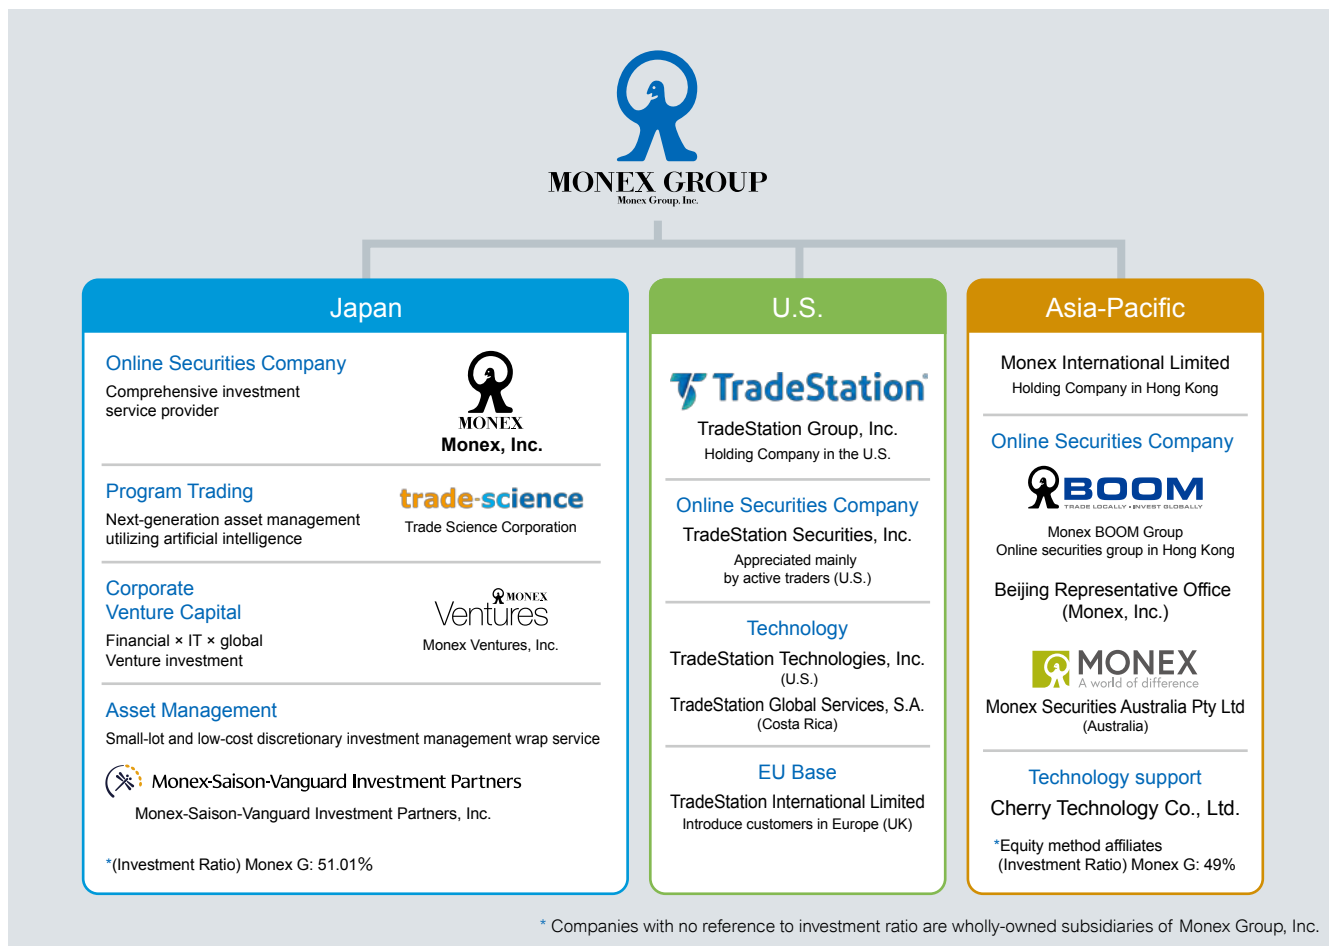 MONEX GROUP
Monex Group, Inc.
Japan
Online Securities Company
Comprehensive investment
service provider
MONEX
Monex, Inc.
Program Trading
Next-generation asset management
utilizing artificial intelligence
trade-science
Trade Science Corporation
Corporate
Venture Capital
Financial × IT × global
Venture investment
MONEX
Ventures
Monex Ventures, Inc.
Asset Management
Small-lot and low-cost discretionary investment management wrap service
Monex-Saison-Vanguard Investment Partners
Monex-Saison-Vanguard Investment Partners, Inc.
*(Investment Ratio) Monex G: 51.01%
U.S.
TradeStation
TradeStation Group, Inc.
Holding Company in the U.S.
Online Securities Company
TradeStation Securities, Inc.
Appreciated mainly
by active traders (U.S.)
Technology
TradeStation Technologies, Inc.
(U.S.)
TradeStation Global Services, S.A.
(Costa Rica)
EU Base
TradeStation International Limited
Introduce customers in Europe (UK)
Asia-Pacific
Monex International Limited
Holding Company in Hong Kong
Online Securities Company
BOOM
TRADE LOCALLY • INVEST GLOBALLY
Monex BOOM Group
Online securities group in Hong Kong
Beijing Representative Office
(Monex, Inc.)
MONEX
A world of difference
Monex Securities Australia Pty Ltd
(Australia)
Technology support
Cherry Technology Co., Ltd.
*Equity method affiliates
(Investment Ratio) Monex G: 49%
* Companies with no reference to investment ratio are wholly-owned subsidiaries of Monex Group, Inc.